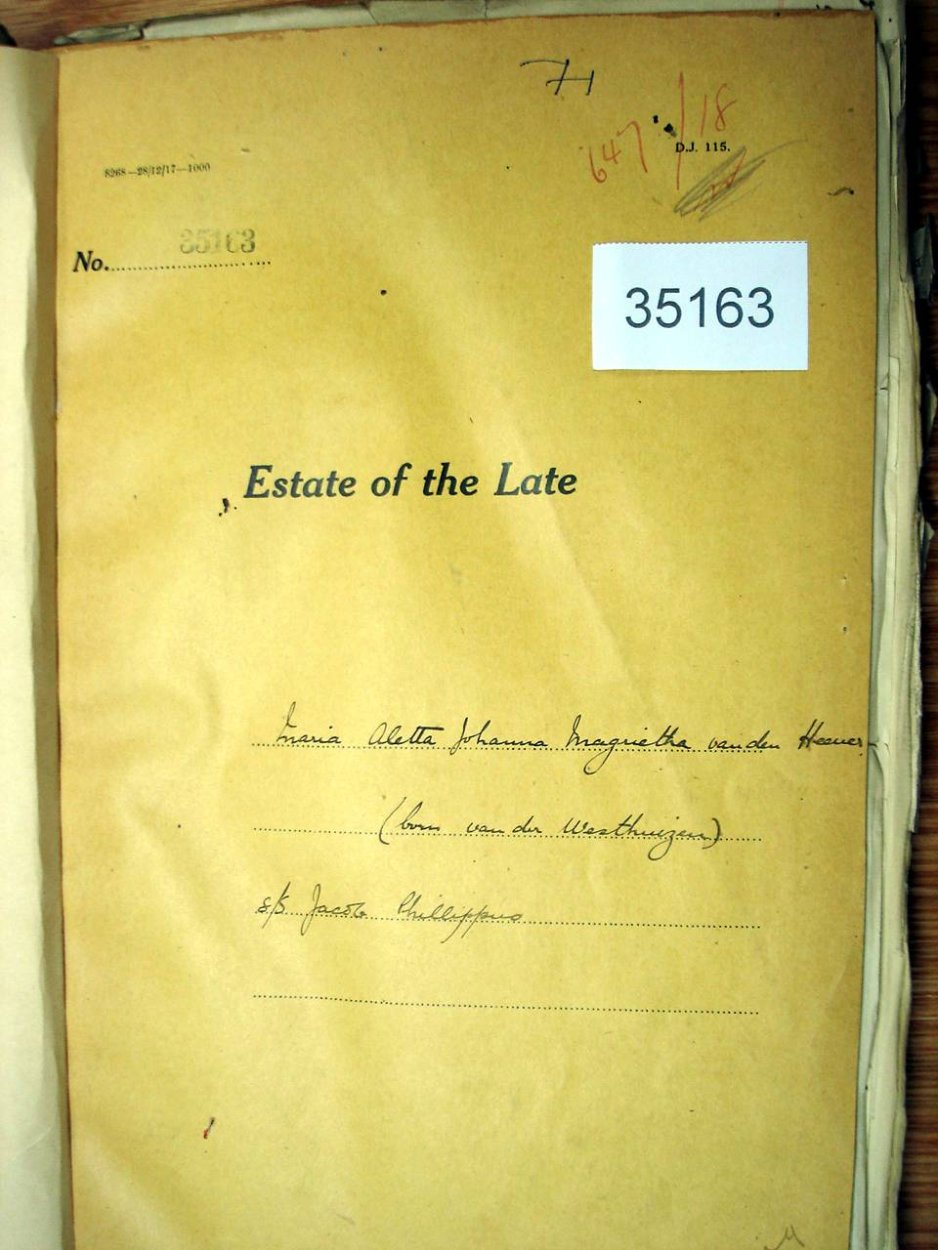 647/18
D.J. 115.
8268—28/12/17—1000
No. 35163
35163
Estate of the Late
Maria Aletta Johanna Magrietha van den Heever
(born van der Westhuizen)
s/s Jacob Phillippus